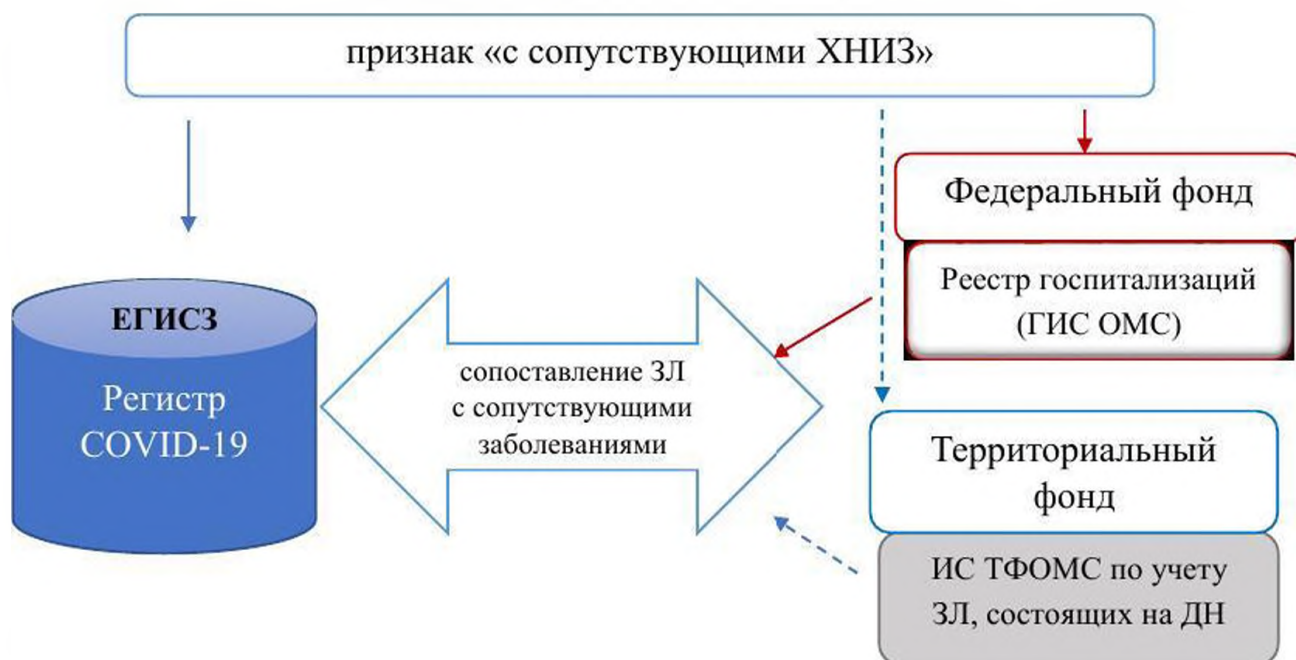 признак «с сопутствующими ХНИЗ»
Федеральный фонд
Реестр госпитализаций
(ГИС ОМС)
ЕГИСЗ
Регистр
COVID-19
сопоставление ЗЛ
с сопутствующими
заболеваниями
Территориальный
фонд
ИС ТФОМС по учету
ЗЛ, состоящих на ДН